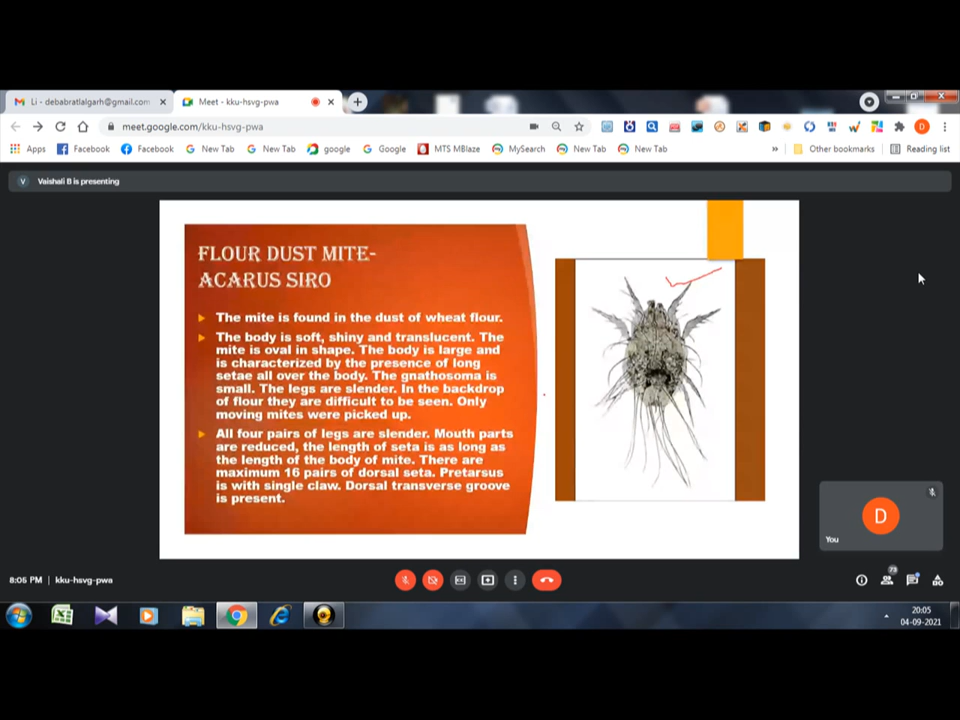 Li - debabratlalgarh@gmail.com
Meet - kku-hsvg-pwa
meet.google.com/kku-hsvg-pwa
D
Apps
Facebook
Facebook
New Tab
New Tab
google
Google
MTS MBlaze
MySearch
New Tab
New Tab
»
Other bookmarks
Reading list
V
Vaishali B is presenting
FLOUR DUST MITE-
ACARUS SIRO
The mite is found in the dust of wheat flour.
The body is soft, shiny and translucent. The
mite is oval in shape. The body is large and
is characterized by the presence of long
setae all over the body. The gnathosoma is
small. The legs are slender. In the backdrop
of flour they are difficult to be seen. Only
moving mites were picked up.
All four pairs of legs are slender. Mouth parts
are reduced, the length of seta is as long as
the length of the body of mite. There are
maximum 16 pairs of dorsal seta. Pretarsus
is with single claw. Dorsal transverse groove
is present.
D
You
8:05 PM | kku-hsvg-pwa
73
20:05
04-09-2021